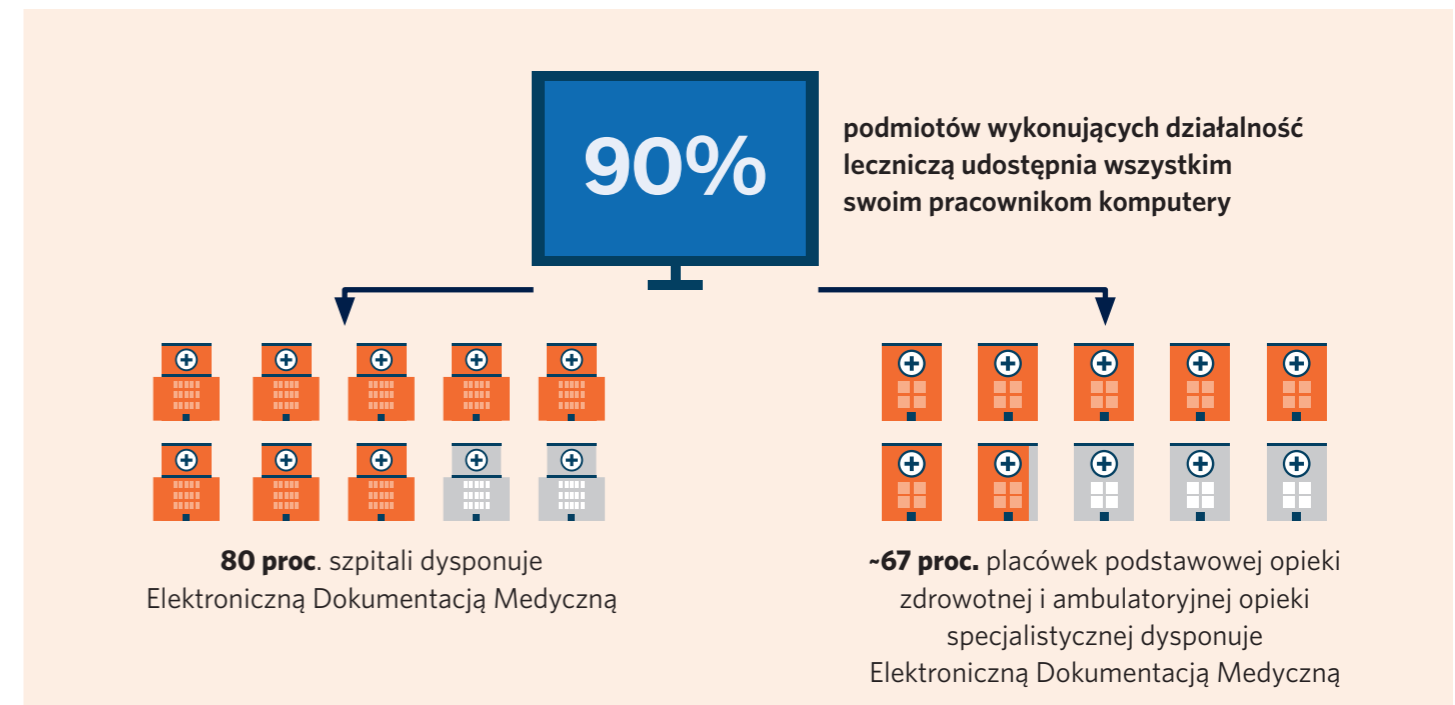 90%
podmiotów wykonujących działalność
leczniczą udostępnia wszystkim
swoim pracownikom komputery
80 proc. szpitali dysponuje
Elektroniczną Dokumentacją Medyczną
~67 proc. placówek podstawowej opieki
zdrowotnej i ambulatoryjnej opieki
specjalistycznej dysponuje
Elektroniczną Dokumentacją Medyczną